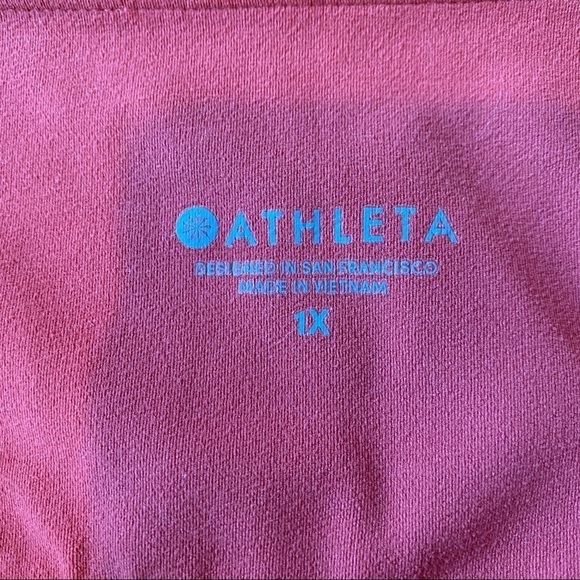 ATHLETA
DESIGNED IN SAN FRANCISCO
MADE IN VIETNAM
1X